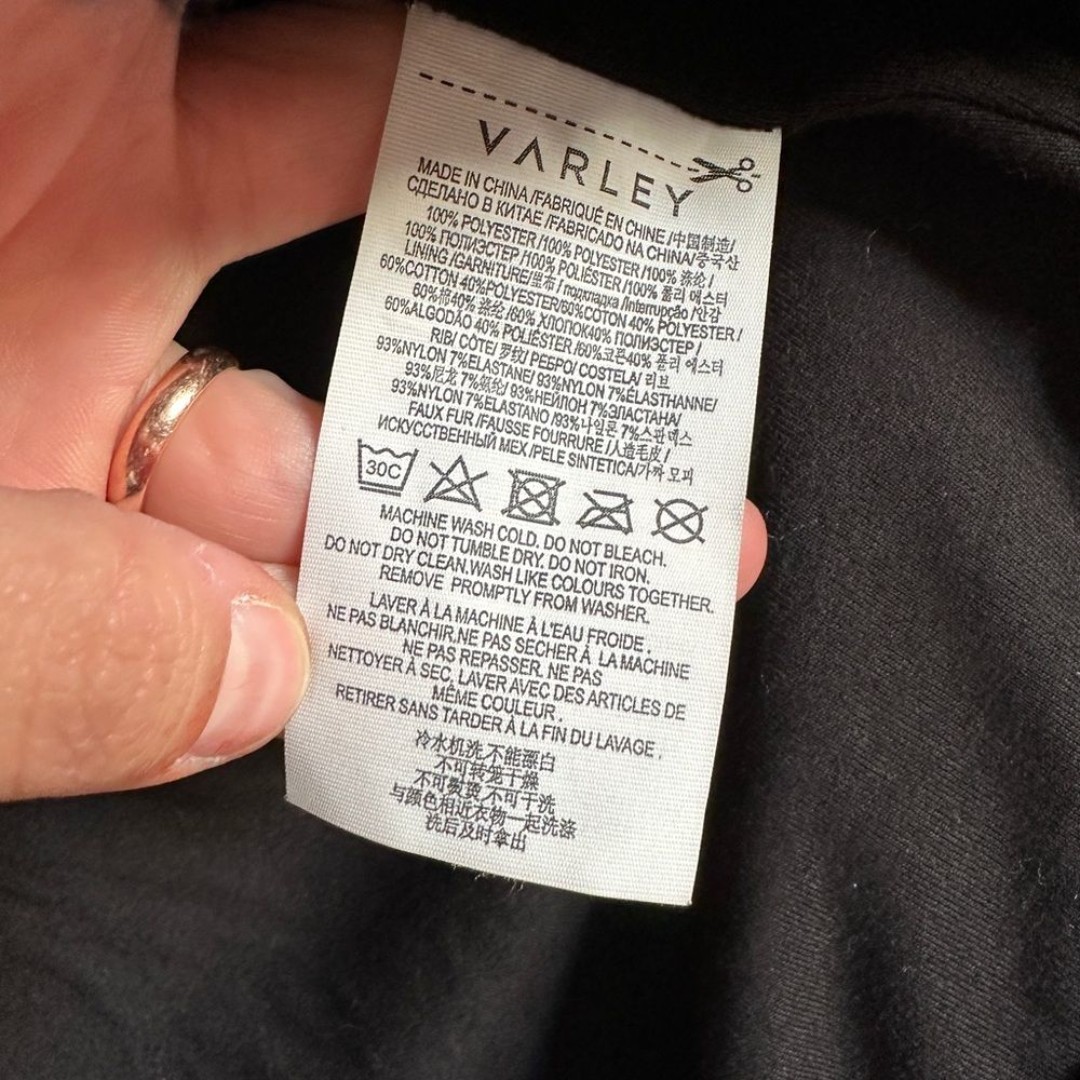 VARLEY
MADE IN CHINA /FABRIQUÉ EN CHINE /中国制造/
СДЕЛАНО В КИТАЕ /FABRICADO NA CHINA/중국산
100% POLYESTER /100% POLYESTER /100% 涤纶 /
100% ПОЛИЭСТЕР /100% POLIÉSTER /100% 폴리 에스터
LINING /GARNITURE/里布 / подкладка /Interrupção /안감
60%COTTON 40%POLYESTER/60%COTON 40% POLYESTER /
60%棉40% 涤纶 /60% ХЛОПОК40% ПОЛИЭСТЕР /
60%ALGODÃO 40% POLIÉSTER /60%코튼40% 폴리 에스터
RIB/ CÔTE/ 罗纹/ РЕБРО/ COSTELA/ 리브
93%NYLON 7%ELASTANE/ 93%NYLON 7%ÉLASTHANNE/
93%尼龙 7%氨纶/ 93%НЕЙЛОН 7%ЭЛАСТАНА/
93%NYLON 7%ELASTANO /93%나일론 7%스판덱스
FAUX FUR /FAUSSE FOURRURE / 人造毛皮 /
ИСКУССТВЕННЫЙ МЕХ /PELE SINTETICA/가짜 모피
30C
MACHINE WASH COLD. DO NOT BLEACH.
DO NOT TUMBLE DRY. DO NOT IRON.
DO NOT DRY CLEAN.WASH LIKE COLOURS TOGETHER.
REMOVE PROMPTLY FROM WASHER.
LAVER À LA MACHINE À L'EAU FROIDE .
NE PAS BLANCHIR.NE PAS SECHER À LA MACHINE
NE PAS REPASSER. NE PAS
NETTOYER À SEC, LAVER AVEC DES ARTICLES DE
MÊME COULEUR .
RETIRER SANS TARDER À LA FIN DU LAVAGE .
冷水机洗,不能漂白
不可转笼干燥
不可熨烫,不可干洗
与颜色相近衣物一起洗涤
洗后及时拿出